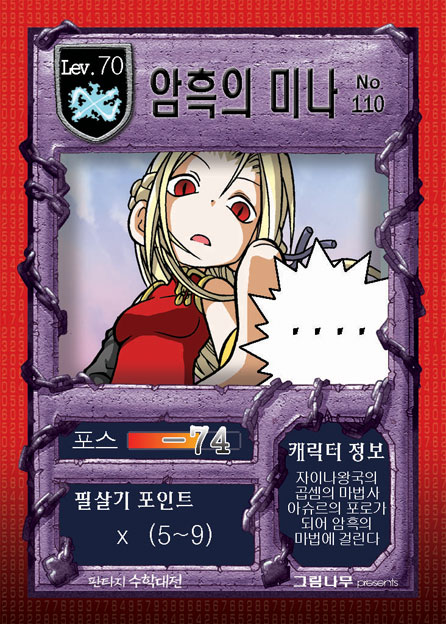 Lev. 70
암흑의 미나
No
110
. . . .
포스 -74
필살기 포인트
x (5~9)
캐릭터 정보
자이나왕국의
곱셈의 마법사
아슈르의 포로가
되어 암흑의
마법에 걸린다
판타지 수학대전
그림나무 presents